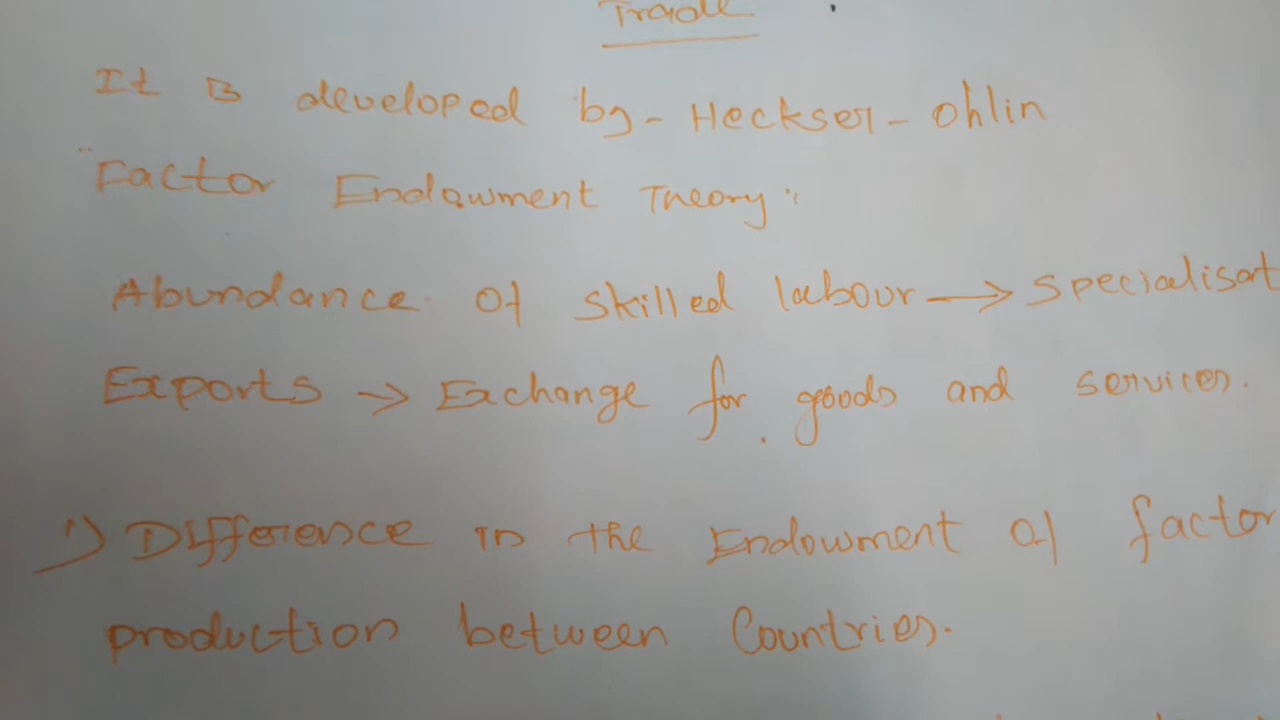 Trade
It is developed by - Heckser - Ohlin
"Factor Endowment Theory"
Abundance of skilled labour → Specialisat
Exports → Exchange for goods and services.
1) Difference in the Endowment of factor
production between Countries.